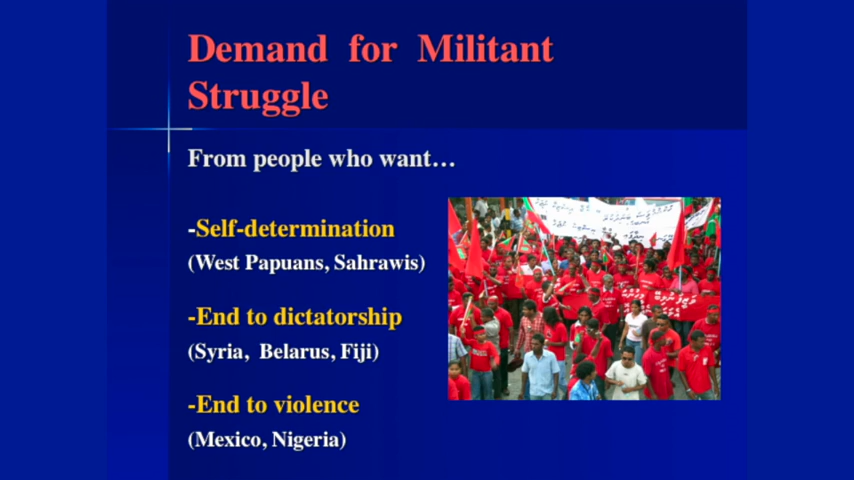 Demand for Militant
Struggle
From people who want…
-Self-determination
(West Papuans, Sahrawis)
-End to dictatorship
(Syria, Belarus, Fiji)
-End to violence
(Mexico, Nigeria)